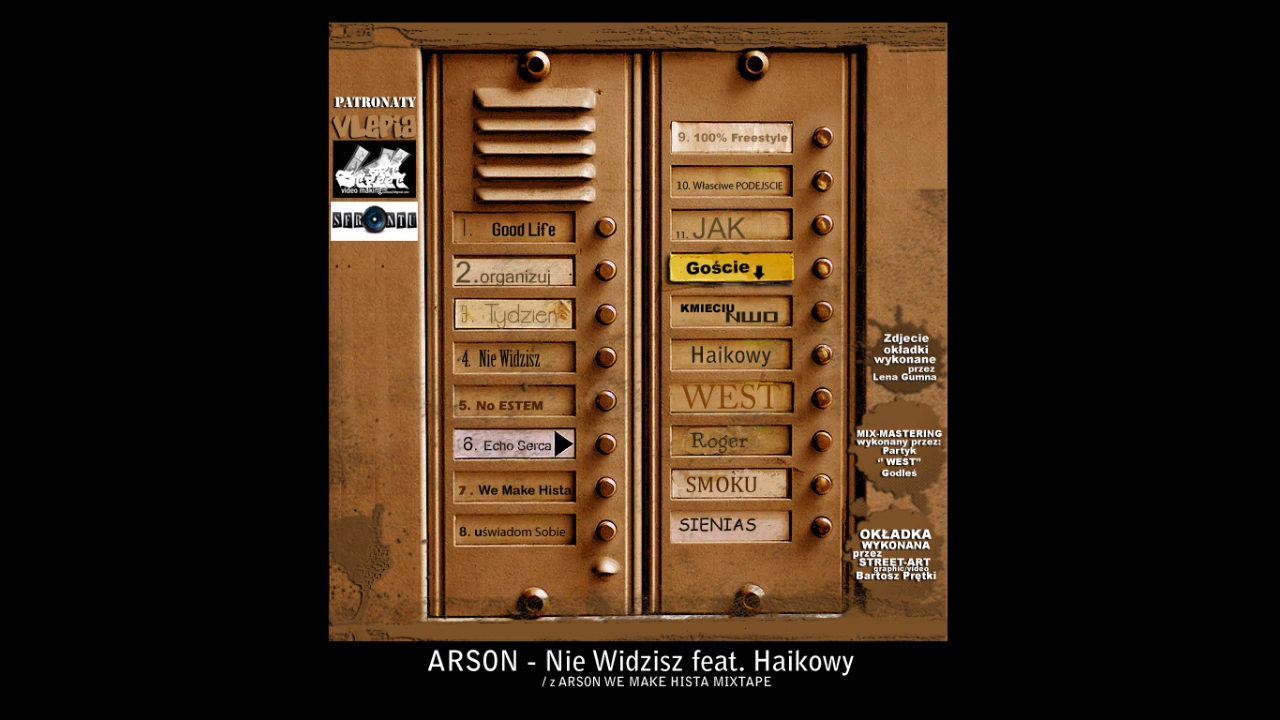 PATRONATY
VLEPIA
STREET
video making
1. Good Life
2.organizuj
3. Tydzień
4. Nie Widzisz
5. No ESTEM
6. Echo Serca
7. We Make Hista
8. uświadom Sobie
9. 100% Freestyle
10. Własciwe PODEJSCIE
11. JAK
Goście
KMIECIU NWO
Haikowy
WEST
Roger
SMOKU
SIENIAS
Zdjecie
okładki
wykonane
przez
Lena Gumna
MIX-MASTERING
wykonany przez:
Partyk
" WEST"
Godleś
OKŁADKA
WYKONANA
przez
STREET-ART
graphic/video
Bartosz Prętki
ARSON - Nie Widzisz feat. Haikowy
/ z ARSON WE MAKE HISTA MIXTAPE